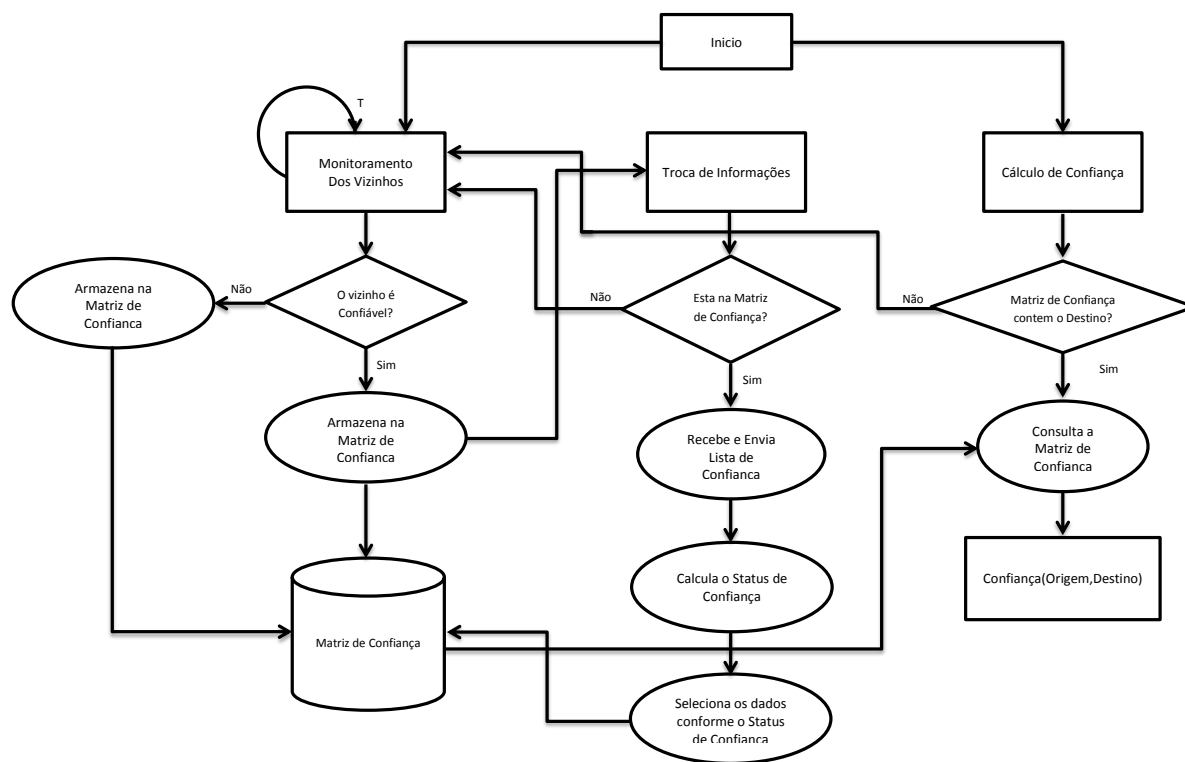 Inicio
T
Monitoramento
Dos Vizinhos
Troca de Informações
Cálculo de Confiança
Armazena na
Matriz de
Confianca
Não
O vizinho é
Confiável?
Não
Esta na Matriz
de Confiança?
Não
Matriz de Confiança
contem o Destino?
Sim
Sim
Sim
Armazena na
Matriz de
Confianca
Recebe e Envia
Lista de
Confianca
Consulta a
Matriz de
Confianca
Calcula o Status de
Confiança
Confiança(Origem,Destino)
Matriz de Confiança
Seleciona os dados
conforme o Status
de Confiança